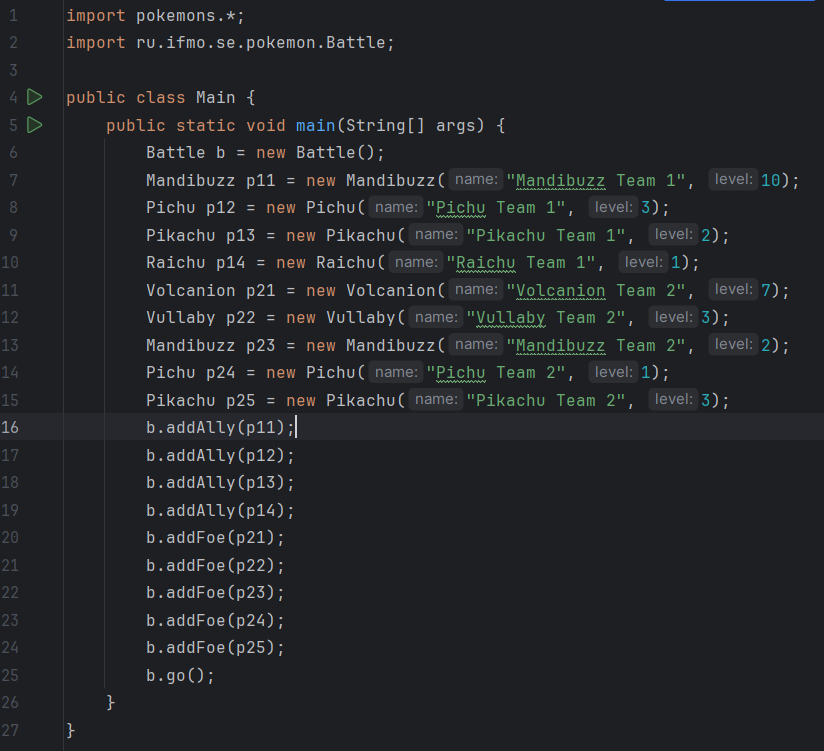 1 import pokemons.*;
2 import ru.ifmo.se.pokemon.Battle;
3
4 public class Main {
5     public static void main(String[] args) {
6         Battle b = new Battle();
7         Mandibuzz p11 = new Mandibuzz( name: "Mandibuzz Team 1", level: 10);
8         Pichu p12 = new Pichu( name: "Pichu Team 1", level: 3);
9         Pikachu p13 = new Pikachu( name: "Pikachu Team 1", level: 2);
10         Raichu p14 = new Raichu( name: "Raichu Team 1", level: 1);
11         Volcanion p21 = new Volcanion( name: "Volcanion Team 2", level: 7);
12         Vullaby p22 = new Vullaby( name: "Vullaby Team 2", level: 3);
13         Mandibuzz p23 = new Mandibuzz( name: "Mandibuzz Team 2", level: 2);
14         Pichu p24 = new Pichu( name: "Pichu Team 2", level: 1);
15         Pikachu p25 = new Pikachu( name: "Pikachu Team 2", level: 3);
16         b.addAlly(p11);
17         b.addAlly(p12);
18         b.addAlly(p13);
19         b.addAlly(p14);
20         b.addFoe(p21);
21         b.addFoe(p22);
22         b.addFoe(p23);
23         b.addFoe(p24);
24         b.addFoe(p25);
25         b.go();
26     }
27 }